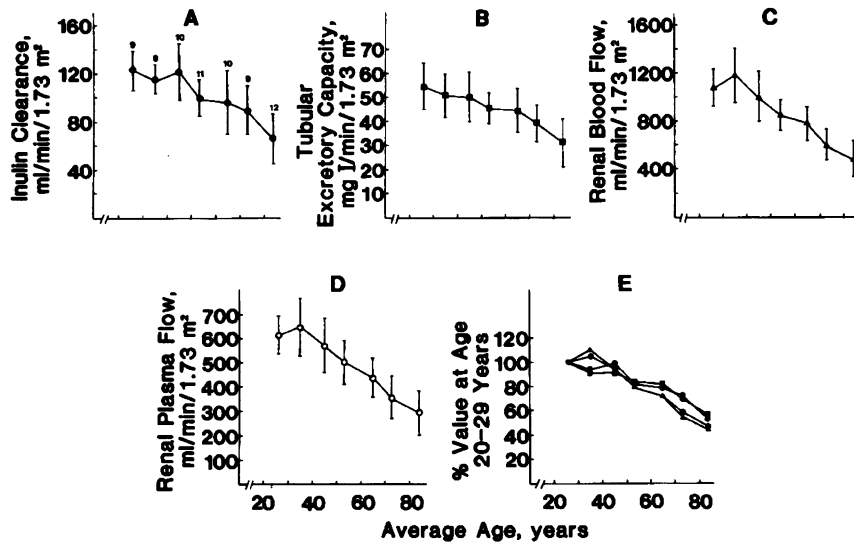 A
Inulin Clearance,
ml/min/1.73 m²
160
120
80
40
9
9
10
11
10
9
12
B
Tubular
Excretory Capacity,
mg I/min/1.73 m²
70
60
50
40
30
20
10
C
Renal Blood Flow,
ml/min/1.73 m²
1600
1200
800
400
D
Renal Plasma Flow,
ml/min/1.73 m²
700
600
500
400
300
200
100
20 40 60 80
E
% Value at Age
20-29 Years
120
100
80
60
40
20
20 40 60 80
Average Age, years